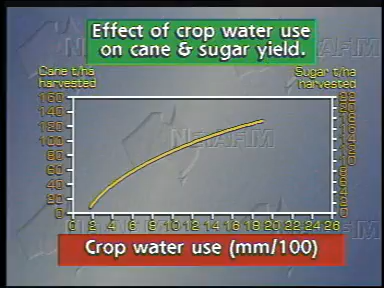 Effect of crop water use
on cane & sugar yield.
Cane t/ha
harvested
Sugar t/ha
harvested
160
140
120
100
80
60
40
20
0
NETAFIM
0 2 4 6 8 10 12 14 16 18 20 22 24 26
Crop water use (mm/100)